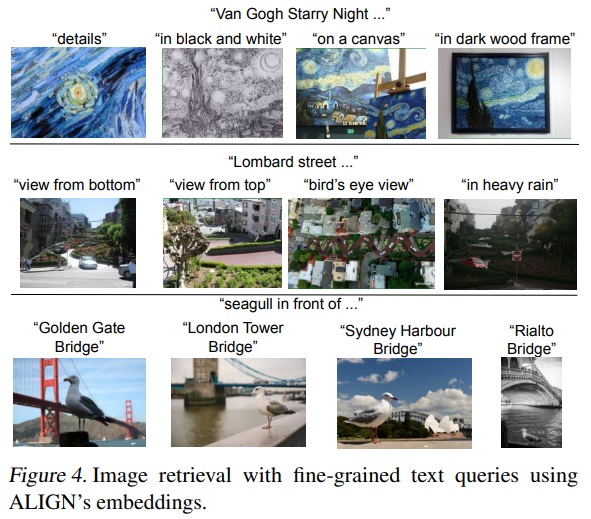 “Van Gogh Starry Night ...”
“details” “in black and white” “on a canvas” “in dark wood frame”
“Lombard street ...”
“view from bottom” “view from top” “bird’s eye view” “in heavy rain”
“seagull in front of ...”
“Golden Gate Bridge” “London Tower Bridge” “Sydney Harbour Bridge” “Rialto Bridge”
Figure 4. Image retrieval with fine-grained text queries using
ALIGN’s embeddings.